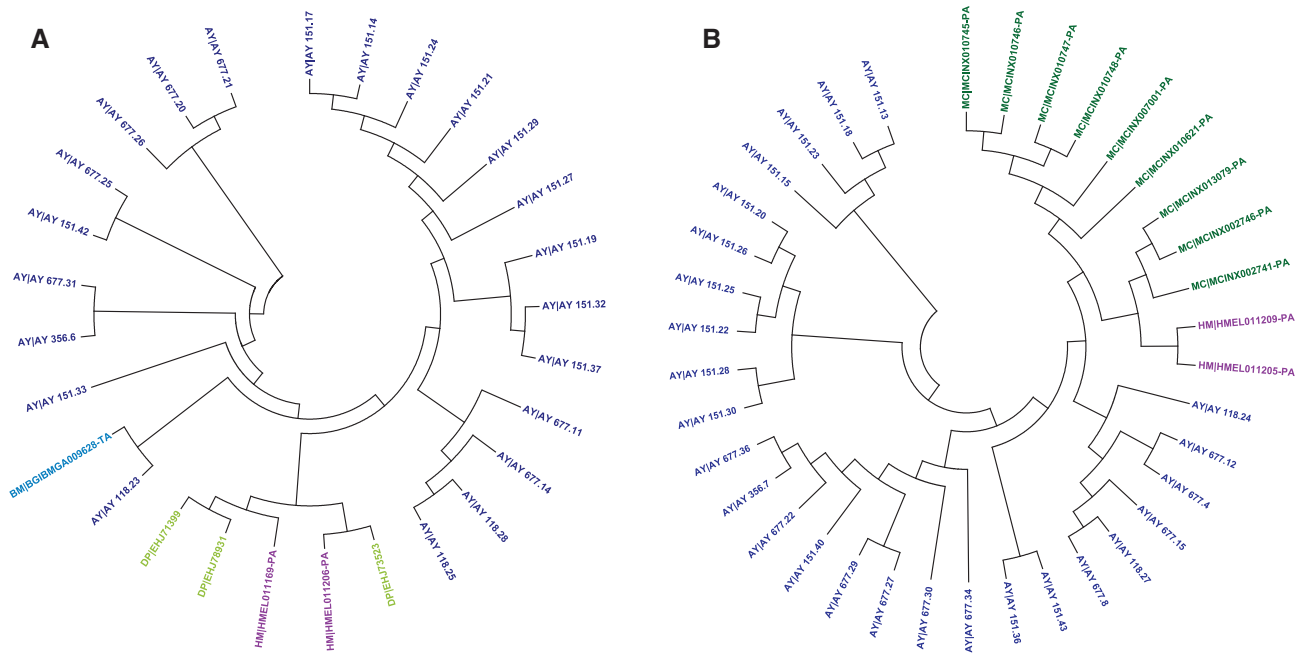 A
AY|AY 151.17
AY|AY 151.14
AY|AY 151.24
AY|AY 151.21
AY|AY 151.29
AY|AY 151.27
AY|AY 151.19
AY|AY 151.32
AY|AY 151.37
AY|AY 677.11
AY|AY 677.14
AY|AY 118.28
AY|AY 118.25
DP|EHJ73523
HM|HMEL011206-PA
HM|HMEL011169-PA
DP|EHJ78931
DP|EHJ71399
AY|AY 118.23
BM|BGIBMGA009628-TA
AY|AY 151.33
AY|AY 356.6
AY|AY 677.31
AY|AY 151.42
AY|AY 677.25
AY|AY 677.26
AY|AY 677.20
AY|AY 677.21
B
MC|MCINX010745-PA
MC|MCINX010746-PA
MC|MCINX010747-PA
MC|MCINX010748-PA
MC|MCINX007001-PA
MC|MCINX010621-PA
MC|MCINX013079-PA
MC|MCINX002746-PA
MC|MCINX002741-PA
HM|HMEL011209-PA
HM|HMEL011205-PA
AY|AY 118.24
AY|AY 677.12
AY|AY 677.4
AY|AY 677.15
AY|AY 118.27
AY|AY 677.8
AY|AY 151.43
AY|AY 151.36
AY|AY 677.34
AY|AY 677.30
AY|AY 677.27
AY|AY 677.29
AY|AY 151.40
AY|AY 677.22
AY|AY 356.7
AY|AY 677.36
AY|AY 151.30
AY|AY 151.28
AY|AY 151.22
AY|AY 151.25
AY|AY 151.26
AY|AY 151.20
AY|AY 151.15
AY|AY 151.23
AY|AY 151.18
AY|AY 151.13